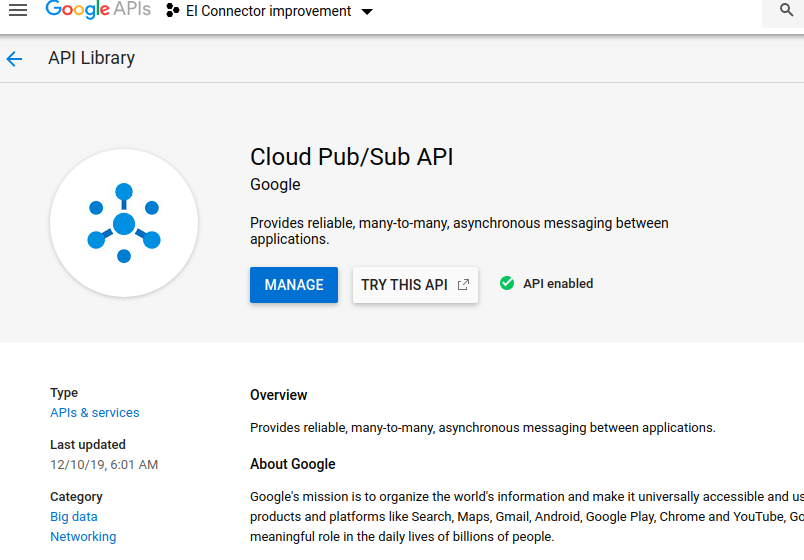 Google APIs
EI Connector improvement
API Library
Cloud Pub/Sub API
Google
Provides reliable, many-to-many, asynchronous messaging between
applications.
MANAGE
TRY THIS API
API enabled
Type
APIs & services
Last updated
12/10/19, 6:01 AM
Category
Big data
Networking
Overview
Provides reliable, many-to-many, asynchronous messaging between applications.
About Google
Google's mission is to organize the world's information and make it universally accessible and us
products and platforms like Search, Maps, Gmail, Android, Google Play, Chrome and YouTube, Go
meaningful role in the daily lives of billions of people.